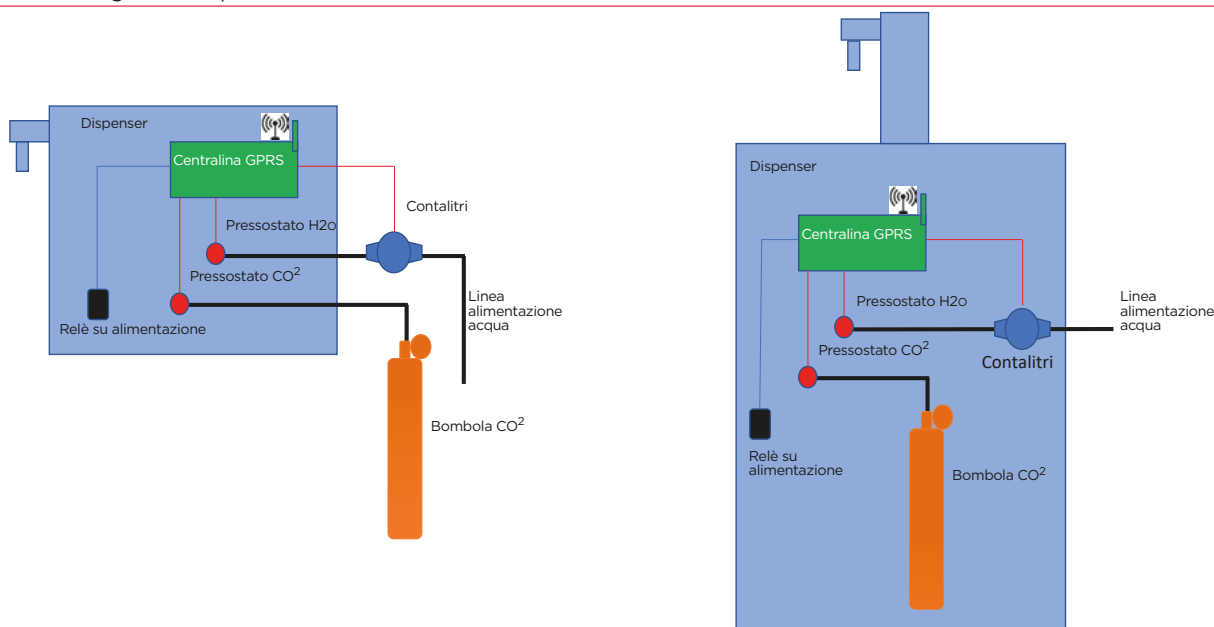 Dispenser
Centralina GPRS
Contalitri
Pressostato H2O
Pressostato CO2
Relè su alimentazione
Linea
alimentazione
acqua
Bombola CO2
Dispenser
Centralina GPRS
Pressostato H2O
Linea
alimentazione
acqua
Pressostato CO2
Contalitri
Relè su
alimentazione
Bombola CO2